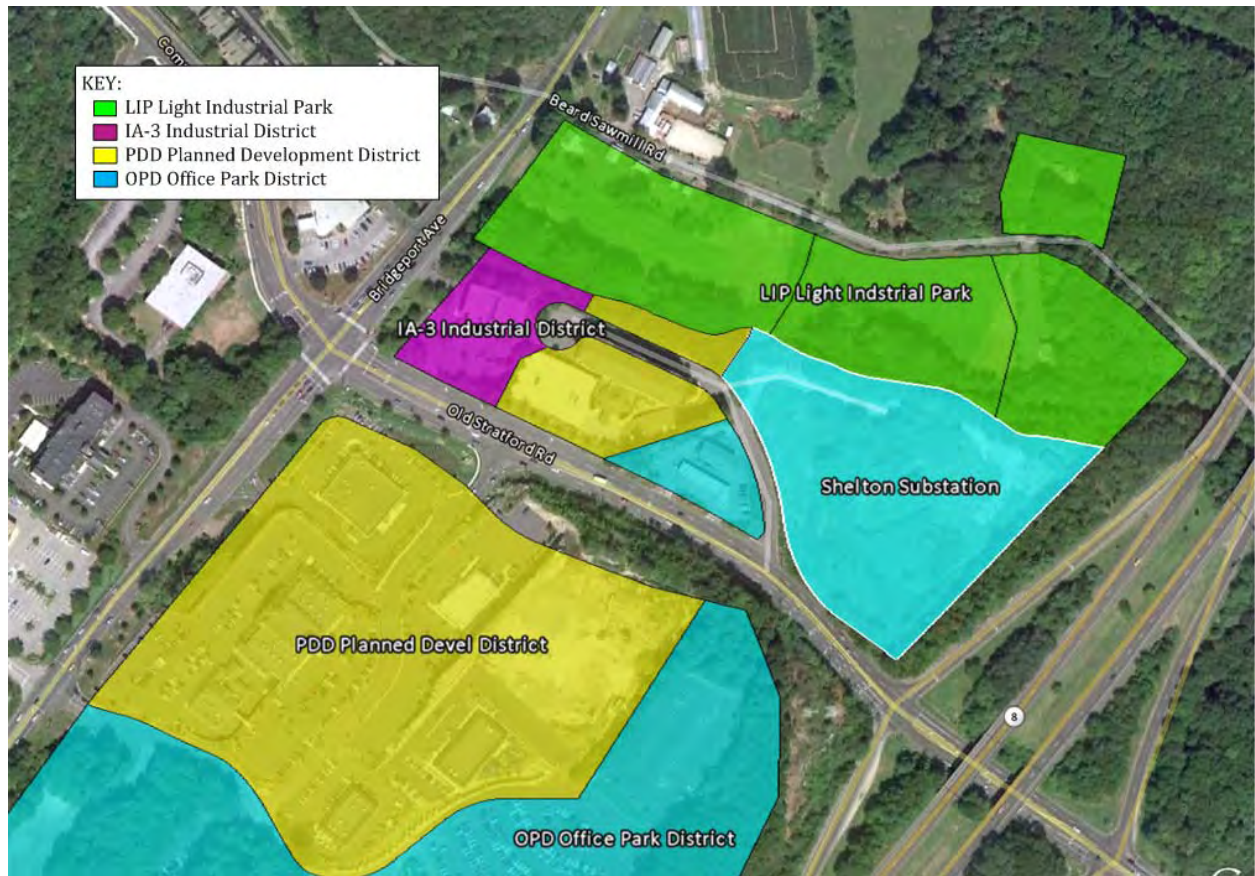 Com
KEY:
LIP Light Industrial Park
IA-3 Industrial District
PDD Planned Development District
OPD Office Park District
Beard Sawmill Rd
Bridgeport Ave
LIP Light Indstrial Park
IA-3 Industrial District
Old Stratford Rd
Shelton Substation
PDD Planned Devel District
8
OPD Office Park District